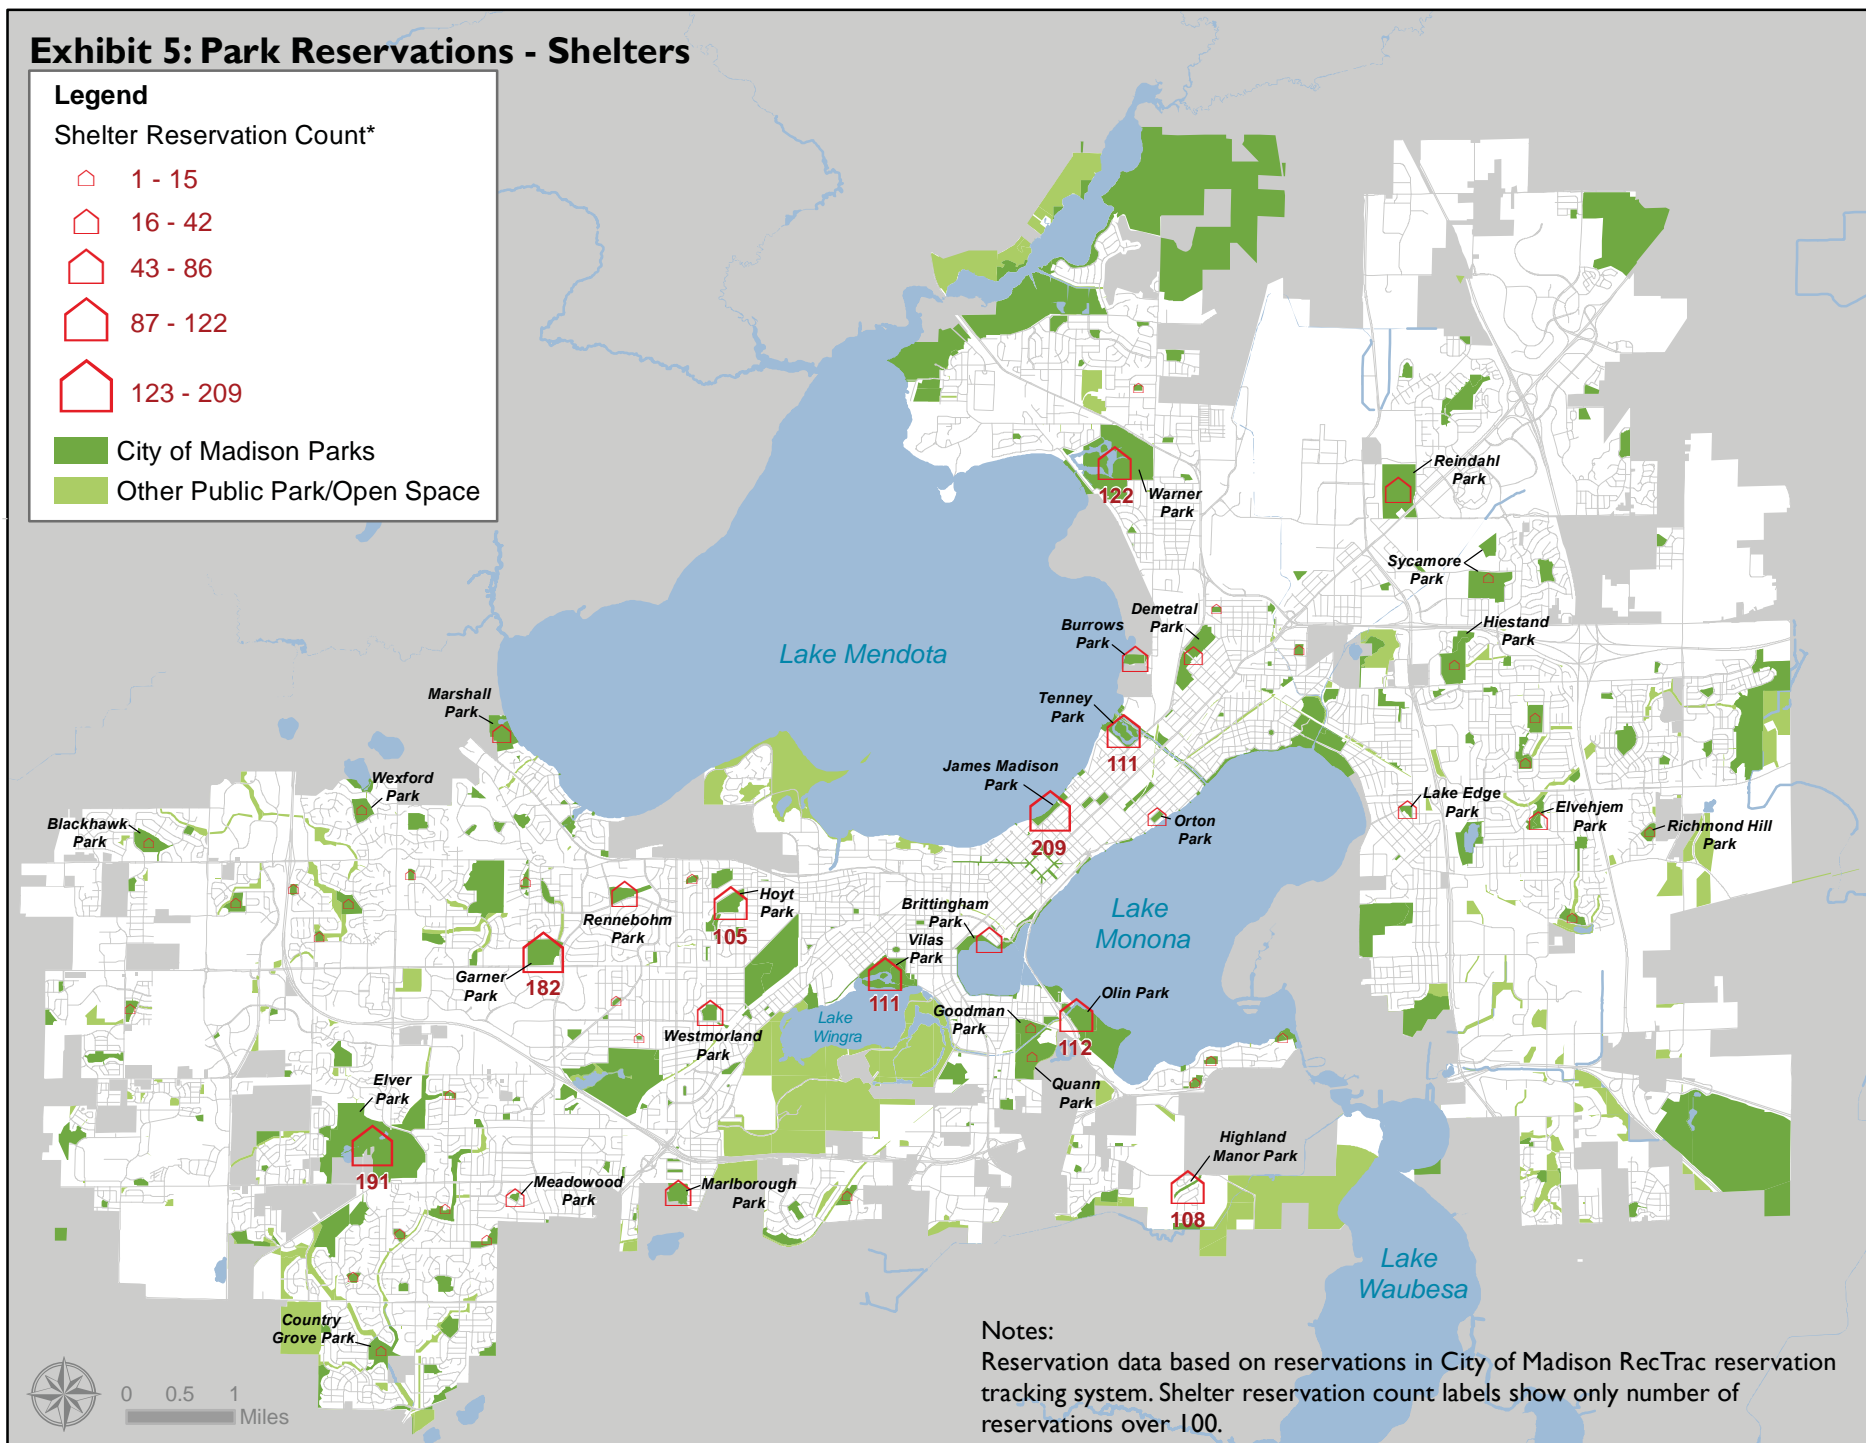 Exhibit 5: Park Reservations - Shelters
Legend
Shelter Reservation Count*
1 - 15
16 - 42
43 - 86
87 - 122
123 - 209
City of Madison Parks
Other Public Park/Open Space
Reindahl
Park
122
Warner
Park
Sycamore
Park
Demetral
Park
Burrows
Park
Hiestand
Park
Lake Mendota
Marshall
Park
Tenney
Park
111
James Madison
Park
209
Wexford
Park
Blackhawk
Park
Orton
Park
Lake Edge
Park
Elvehjem
Park
Richmond Hill
Park
Hoyt
Park
105
Rennebohm
Park
Brittingham
Park
Lake
Monona
Vilas
Park
111
Garner
Park
182
Olin Park
112
Goodman
Park
Lake
Wingra
Westmorland
Park
Quann
Park
Elver
Park
191
Highland
Manor Park
108
Meadowood
Park
Marlborough
Park
Lake
Waubesa
Country
Grove Park
0 0.5 1
Miles
Notes:
Reservation data based on reservations in City of Madison RecTrac reservation
tracking system. Shelter reservation count labels show only number of
reservations over 100.